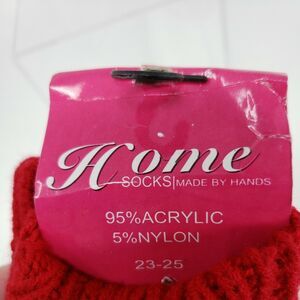 Home
SOCKS|MADE BY HANDS
95%ACRYLIC
5%NYLON
23-25